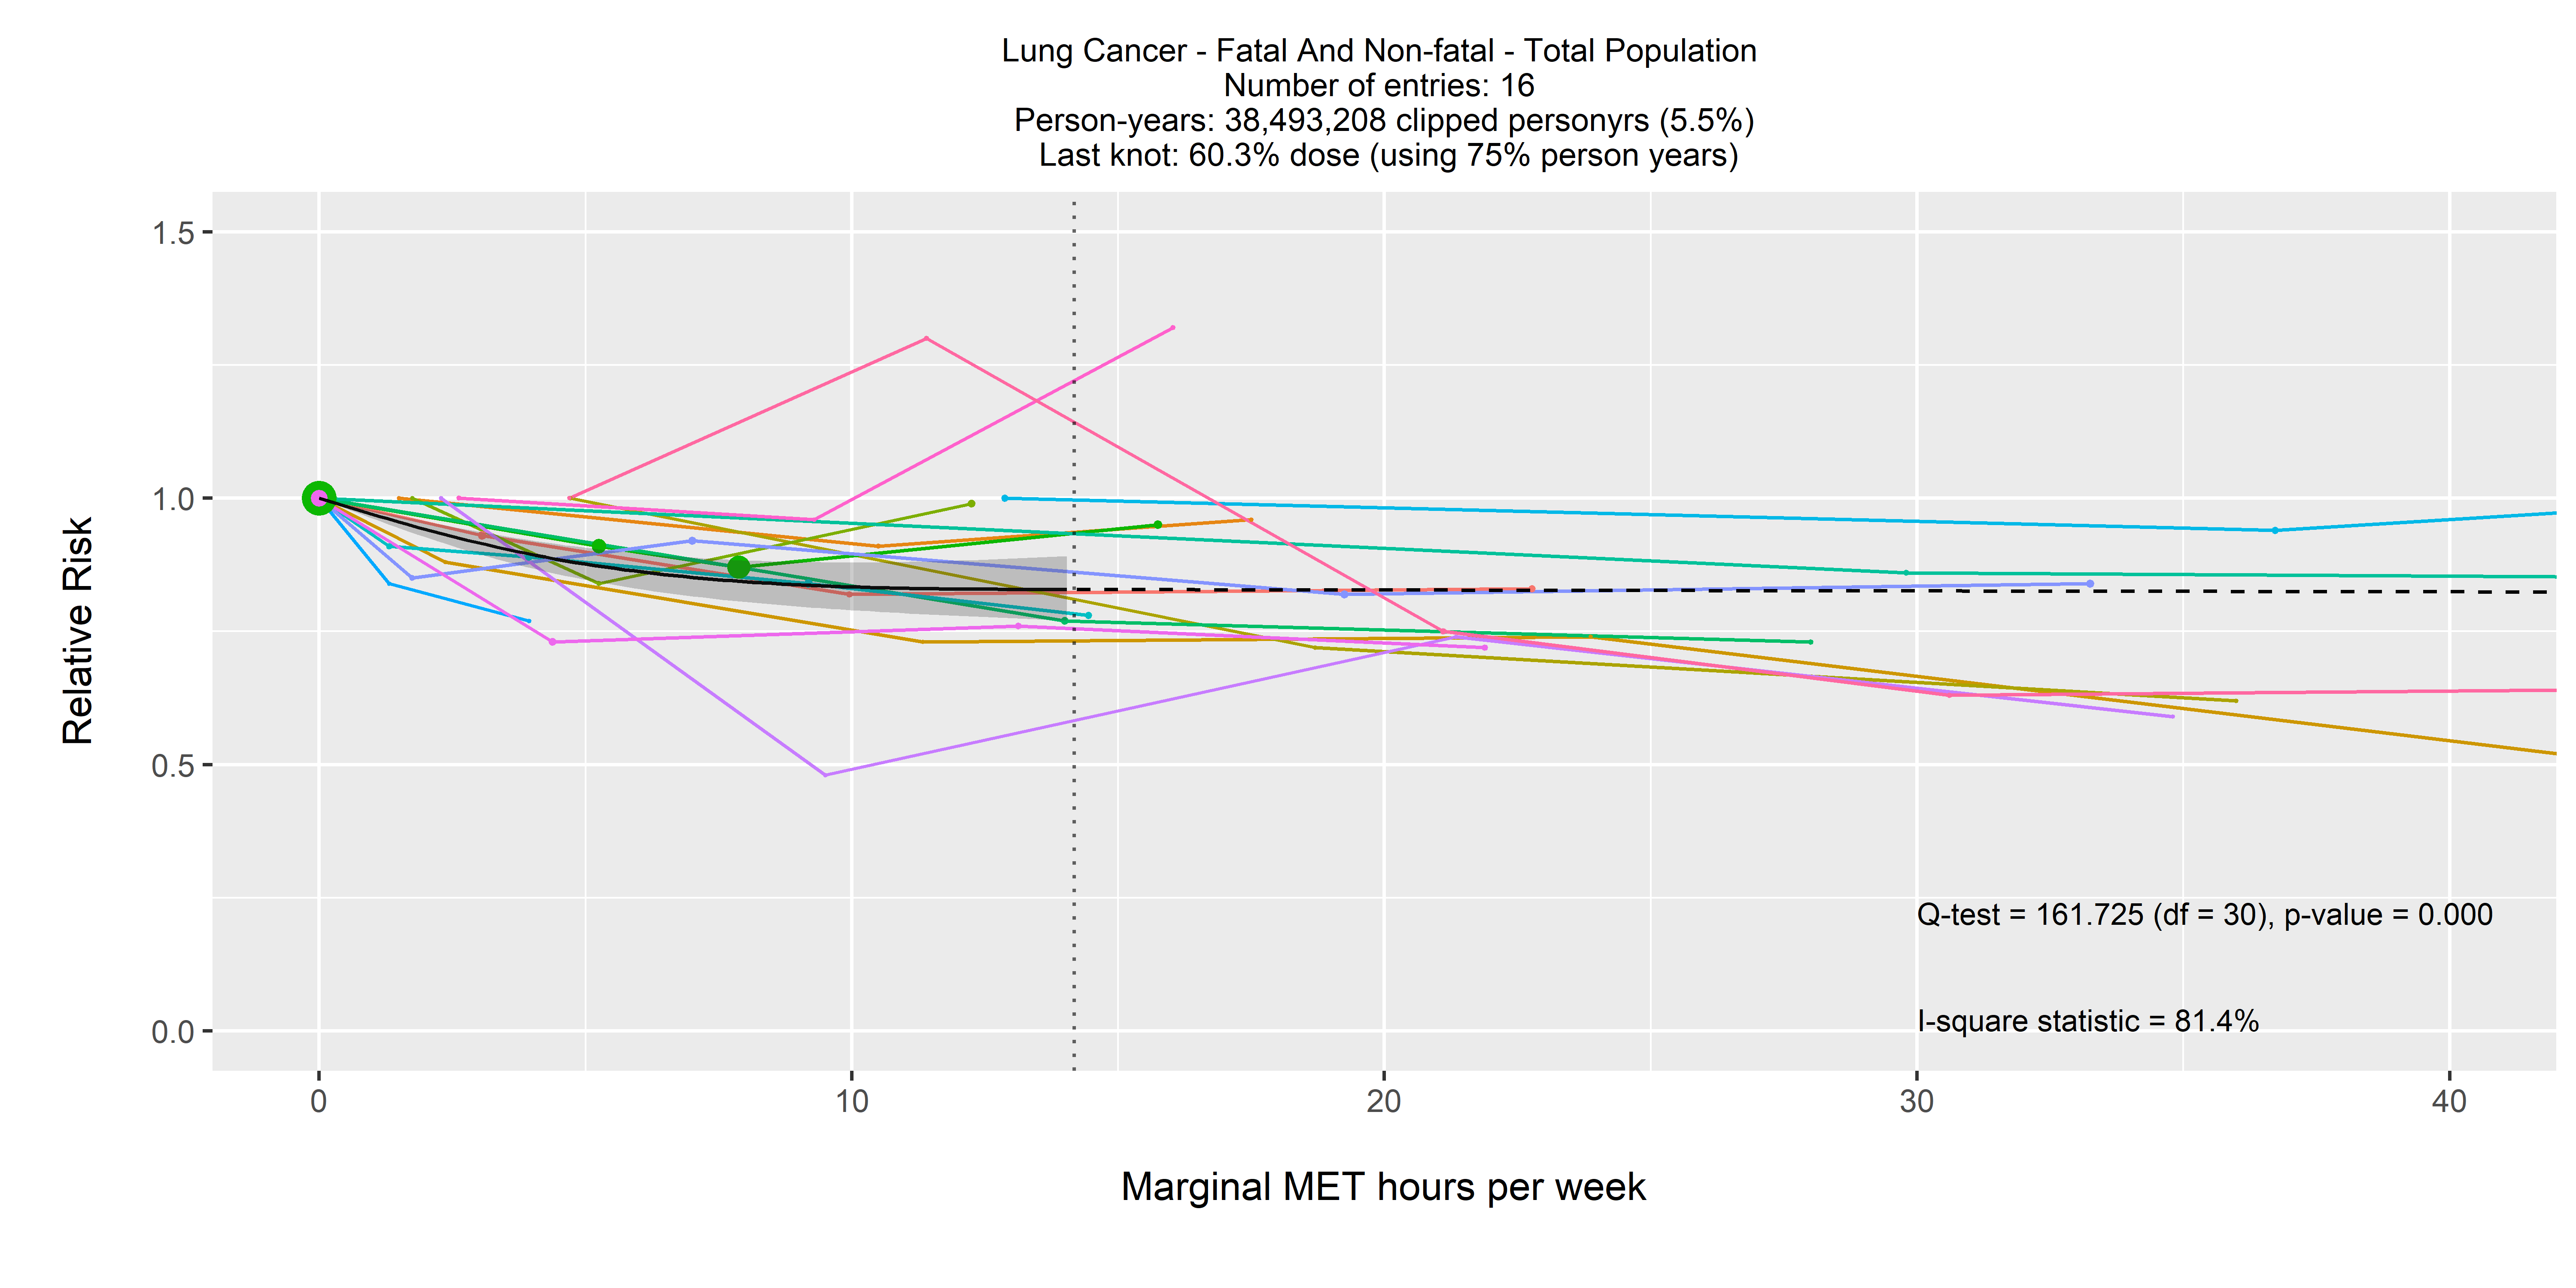 Lung Cancer - Fatal And Non-fatal - Total Population
Number of entries: 16
Person-years: 38,493,208 clipped personyrs (5.5%)
Last knot: 60.3% dose (using 75% person years)
1.5
1.0
0.5
0.0
Relative Risk
Q-test = 161.725 (df = 30), p-value = 0.000
I-square statistic = 81.4%
0 10 20 30 40
Marginal MET hours per week